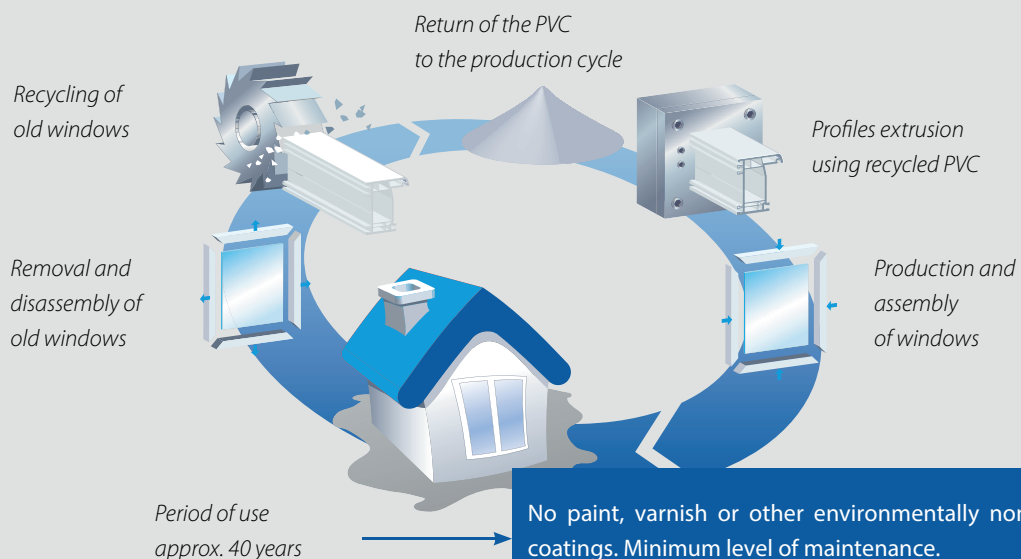 Return of the PVC
to the production cycle
Recycling of
old windows
Profiles extrusion
using recycled PVC
Removal and
disassembly of
old windows
Production and
assembly
of windows
Period of use
approx. 40 years
No paint, varnish or other environmentally
coatings. Minimum level of maintenance.